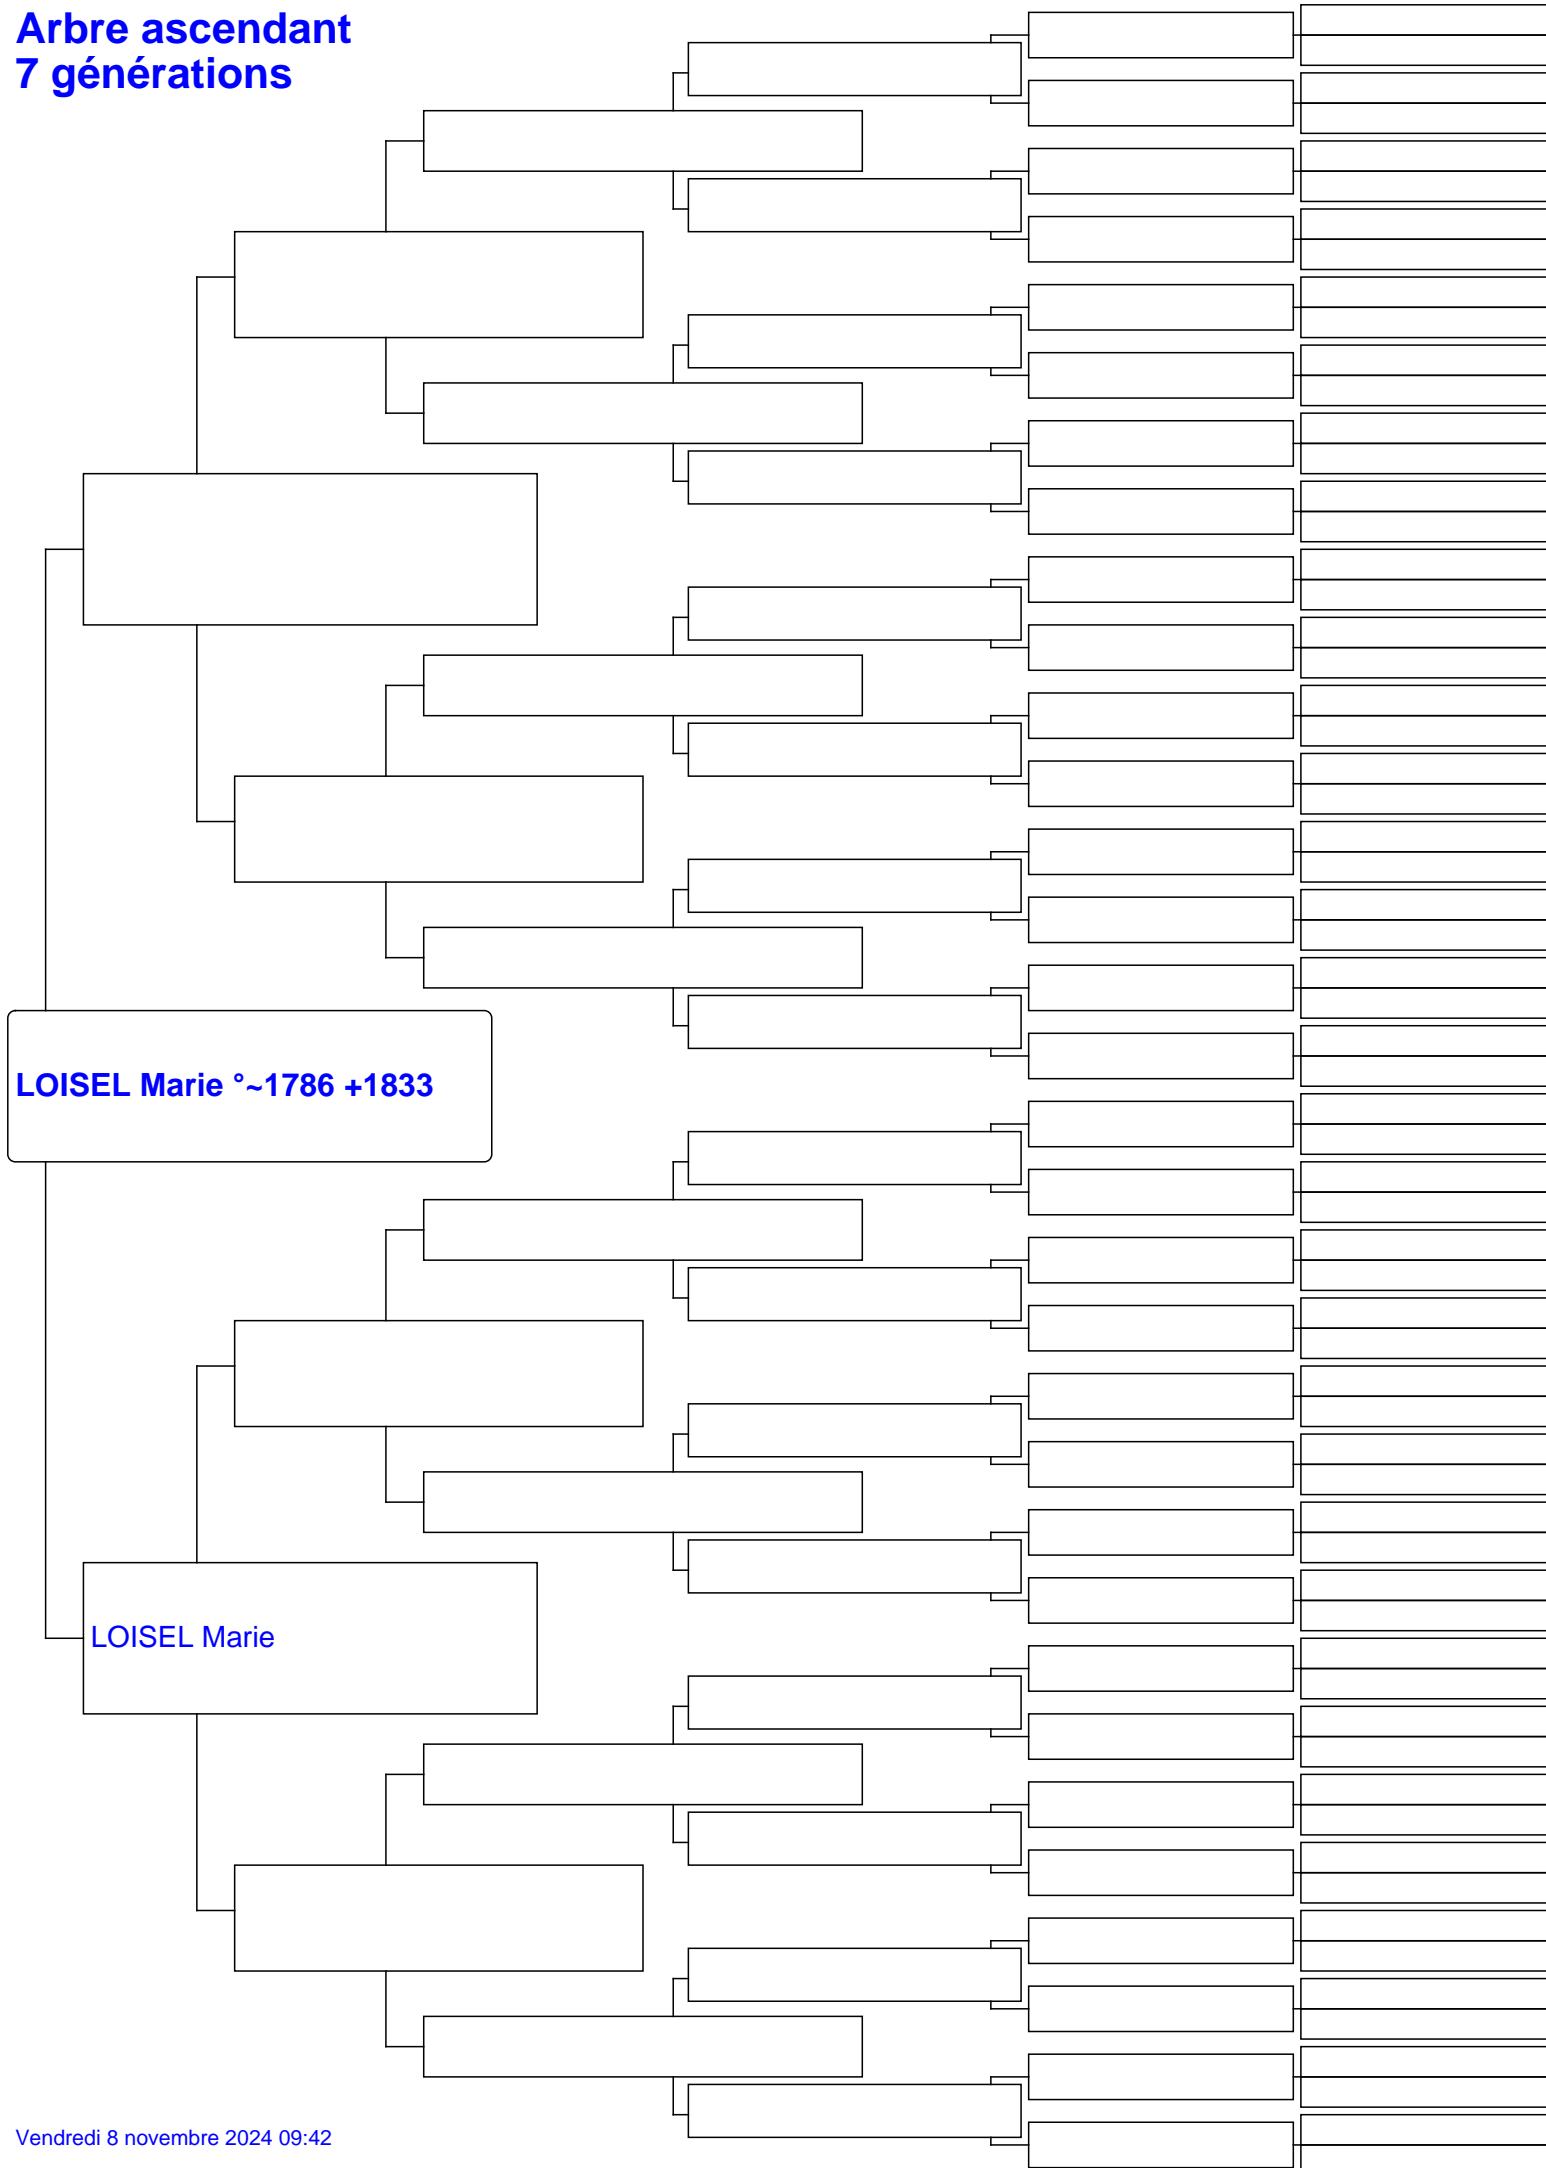 Arbre ascendant
7 générations
LOISEL Marie °~1786 +1833
LOISEL Marie
Vendredi 8 novembre 2024 09:42